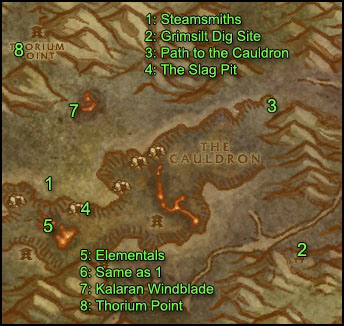 1: Steamsmiths
2: Grimsilt Dig Site
3: Path to the Cauldron
4: The Slag Pit
8
THORIUM
POINT
7
3
THE
CAULDRON
1
4
5
2
5: Elementals
6: Same as 1
7: Kalaran Windblade
8: Thorium Point